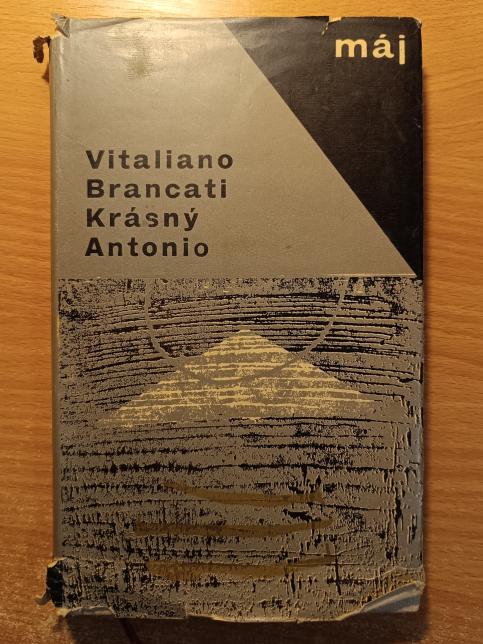 máj
Vitaliano
Brancati
Krásný
Antonio